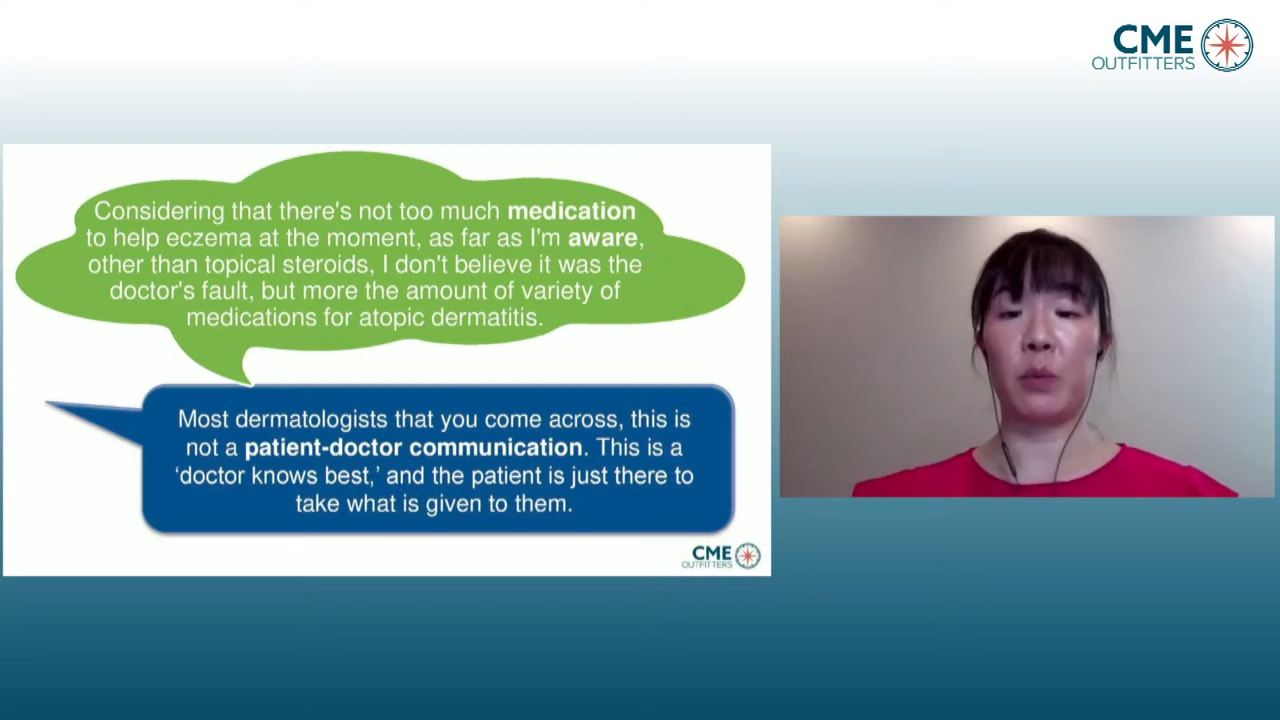 CME
OUTFITTERS
Considering that there's not too much medication
to help eczema at the moment, as far as I'm aware,
other than topical steroids, I don't believe it was the
doctor's fault, but more the amount of variety of
medications for atopic dermatitis.
Most dermatologists that you come across, this is
not a patient-doctor communication. This is a
‘doctor knows best,’ and the patient is just there to
take what is given to them.
CME
OUTFITTERS